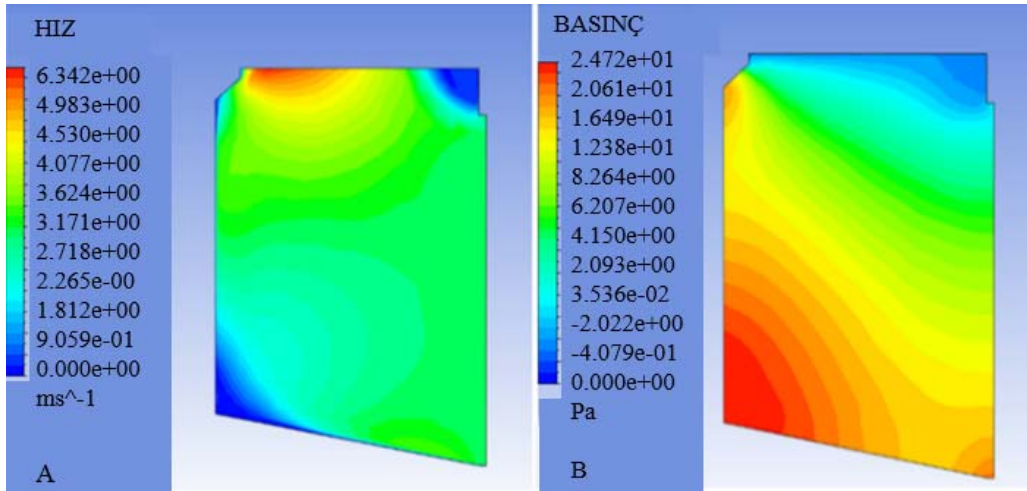 HIZ
6.342e+00
4.983e+00
4.530e+00
4.077e+00
3.624e+00
3.171e+00
2.718e+00
2.265e-00
1.812e+00
9.059e-01
0.000e+00
ms^-1
A
BASINÇ
2.472e+01
2.061e+01
1.649e+01
1.238e+01
8.264e+00
6.207e+00
4.150e+00
2.093e+00
3.536e-02
-2.022e+00
-4.079e-01
0.000e+00
Pa
B